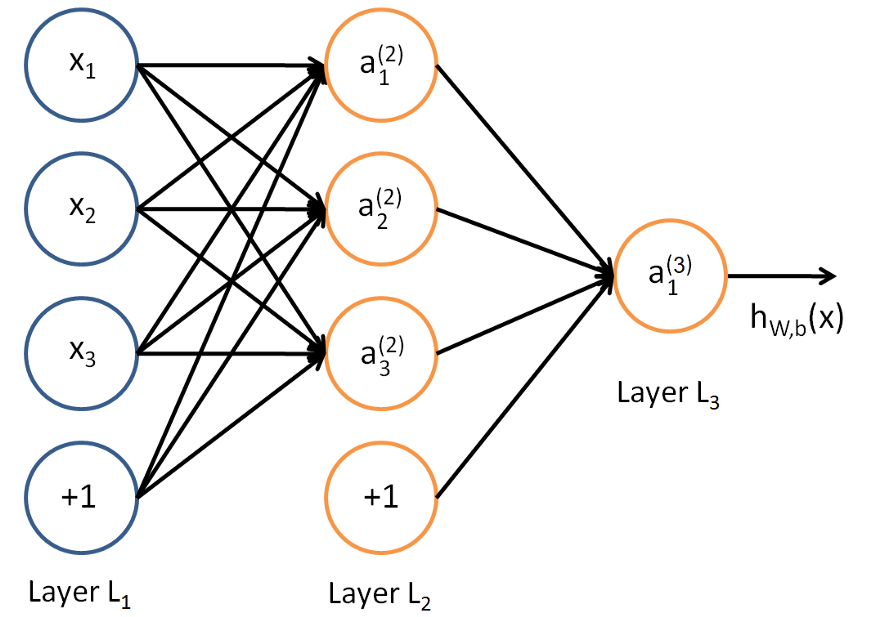 x₁
x₂
x₃
+1
Layer L₁
a₁⁽²⁾
a₂⁽²⁾
a₃⁽²⁾
+1
Layer L₂
a₁⁽³⁾
Layer L₃
h_W,b(x)